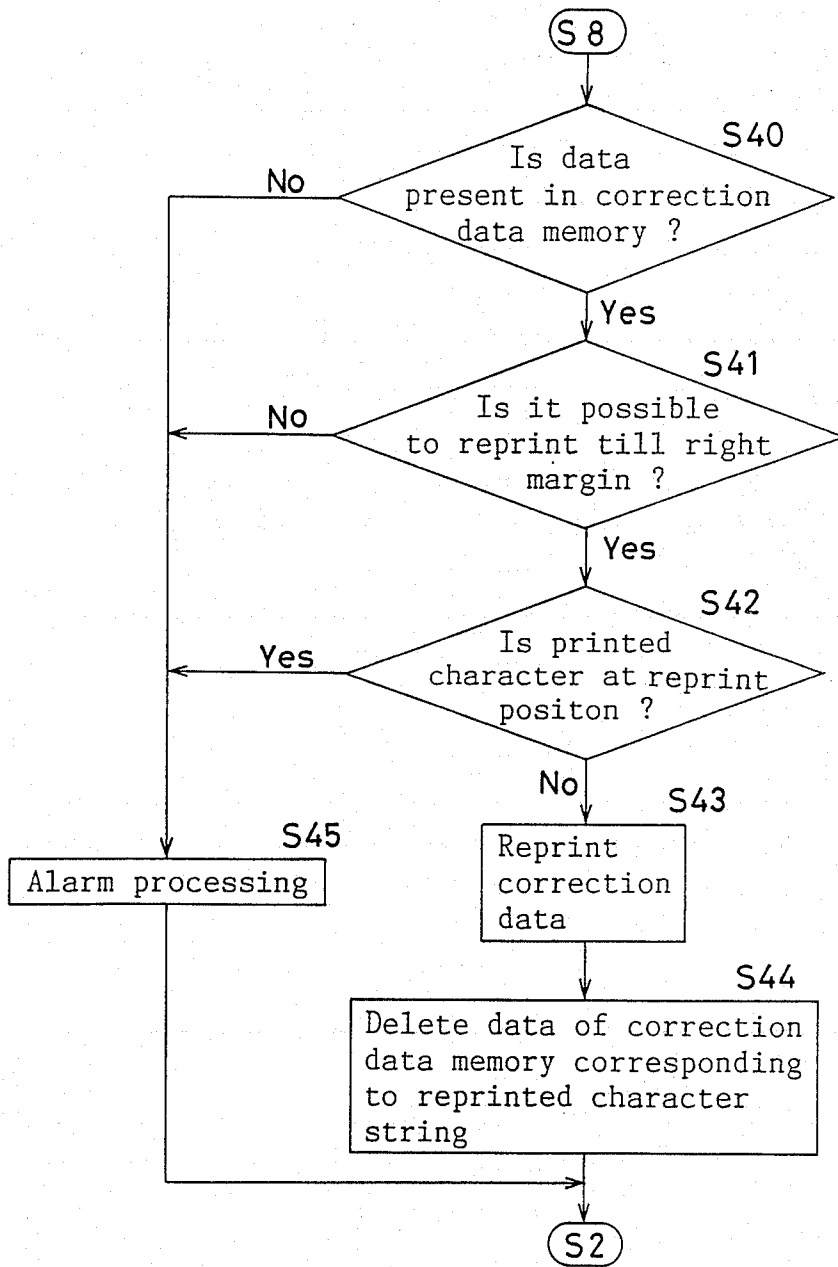 S8
S40
Is data
present in correction
data memory ?
No
Yes
S41
Is it possible
to reprint till right
margin ?
No
Yes
S42
Is printed
character at reprint
positon ?
Yes
No
S43
Reprint
correction
data
S45
Alarm processing
S44
Delete data of correction
data memory corresponding
to reprinted character
string
S2